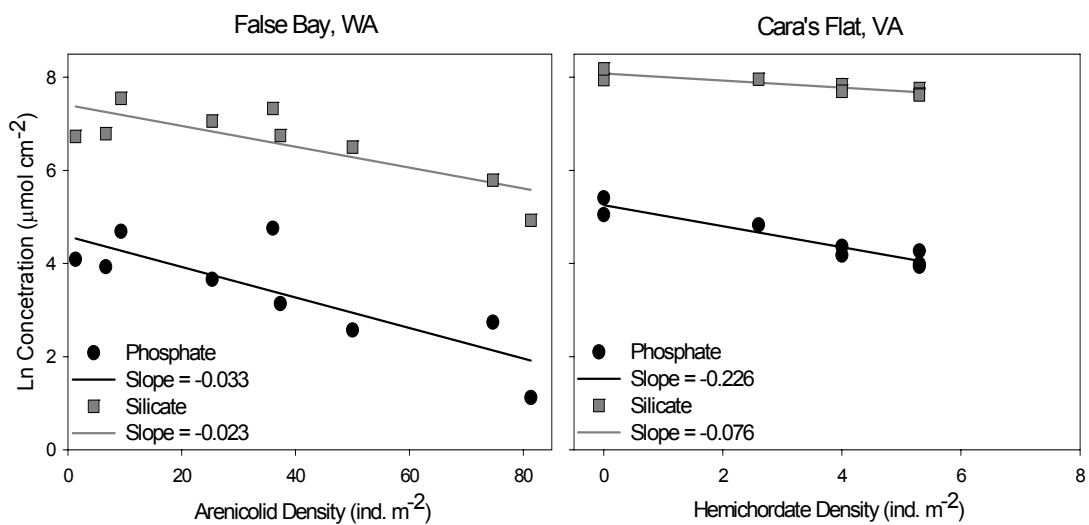 False Bay, WA
Cara's Flat, VA
Ln Concetration (μmol cm⁻²)
8
6
4
2
0
Phosphate
Slope = -0.033
Silicate
Slope = -0.023
Phosphate
Slope = -0.226
Silicate
Slope = -0.076
0 20 40 60 80
0 2 4 6 8
Arenicolid Density (ind. m⁻²)
Hemichordate Density (ind. m⁻²)